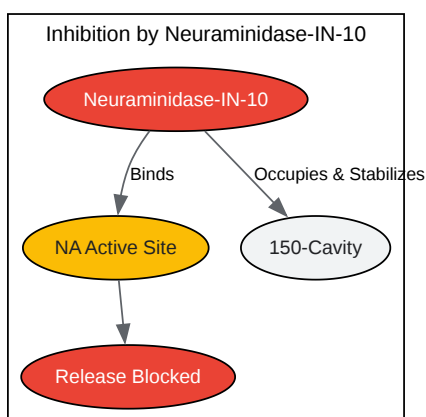 Inhibition by Neuraminidase-IN-10
Neuraminidase-IN-10
Binds
Occupies & Stabilizes
NA Active Site
150-Cavity
Release Blocked